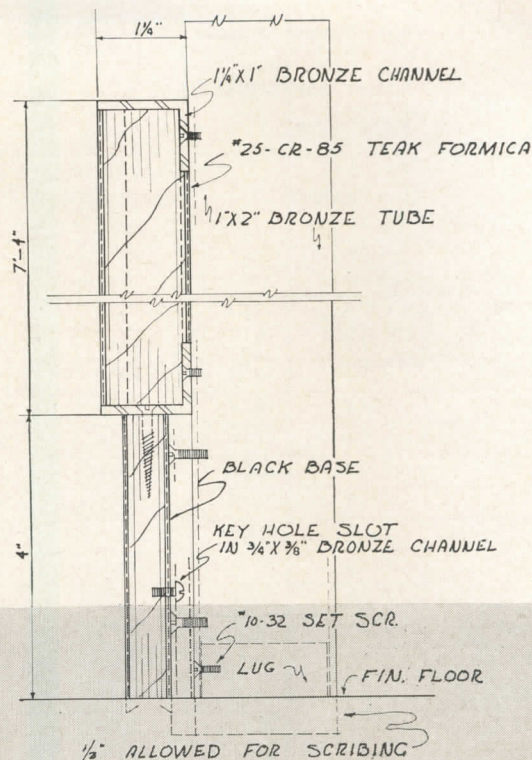 1¼"
1¼"X1" BRONZE CHANNEL
#25-CR-85 TEAK FORMICA
1"X2" BRONZE TUBE
7'-4"
BLACK BASE
4"
KEY HOLE SLOT
IN ¾"X⅜" BRONZE CHANNEL
#10-32 SET SCR.
LUG
FIN. FLOOR
ALLOWED FOR SCRIBING